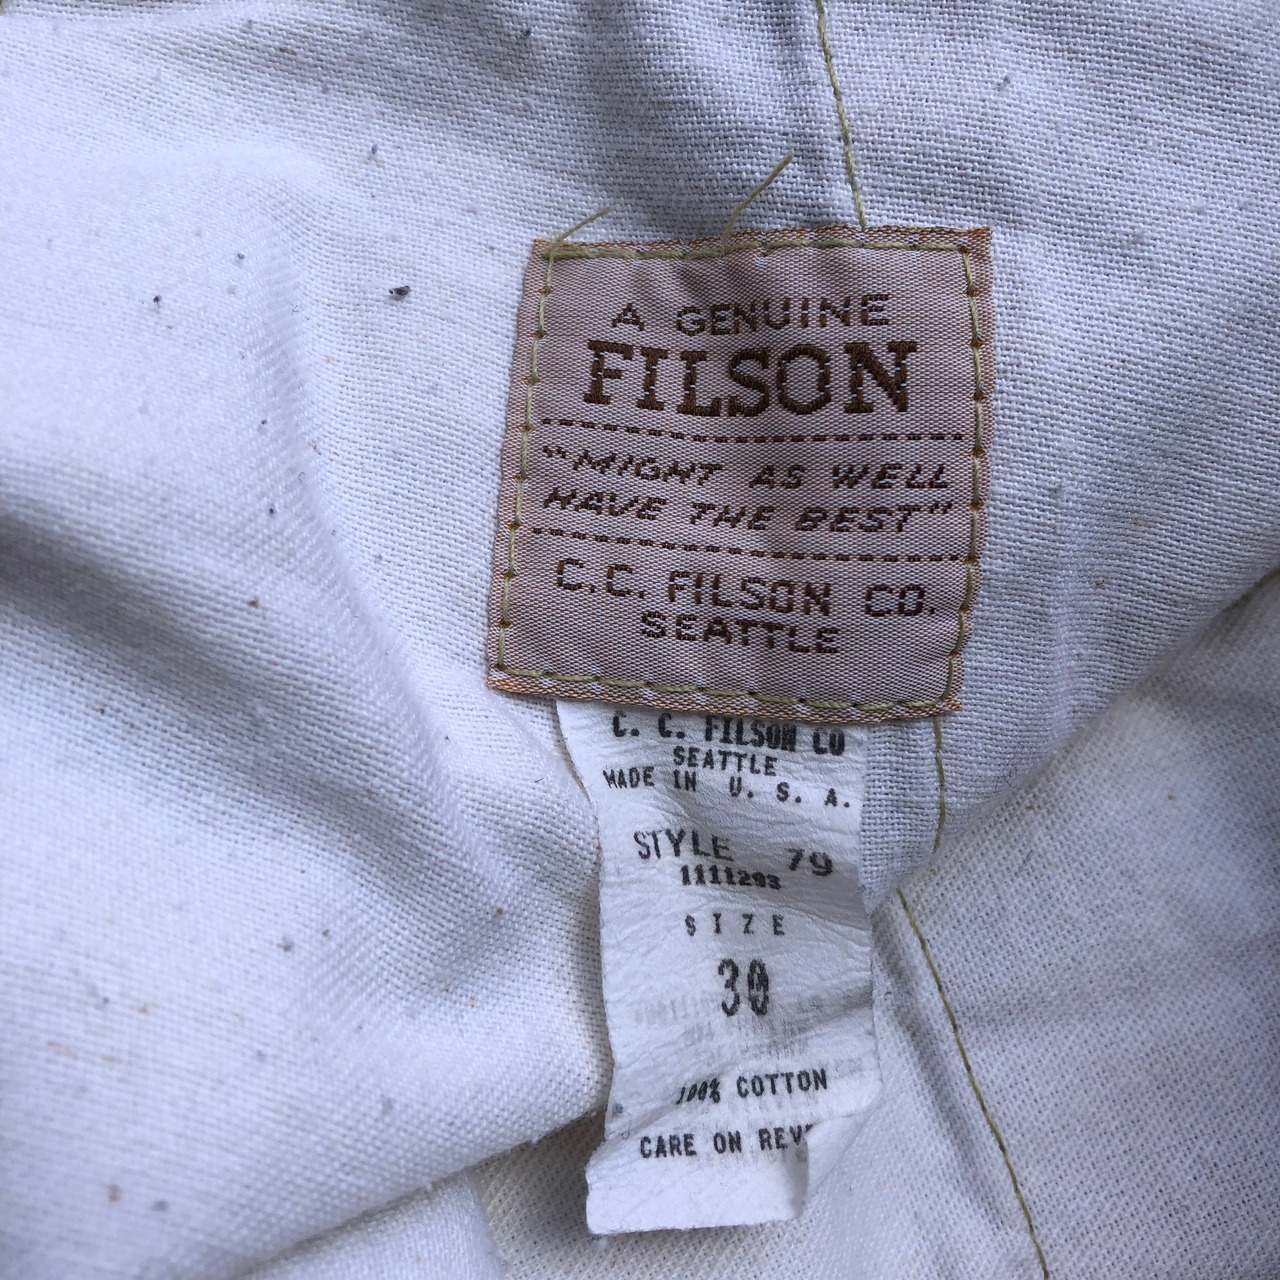 A GENUINE
FILSON
"MIGHT AS WELL
HAVE THE BEST"
C.C. FILSON CO.
SEATTLE
C. C. FILSON CO
SEATTLE
MADE IN U. S. A.
STYLE 79
1111293
SIZE
30
100% COTTON
CARE ON REV